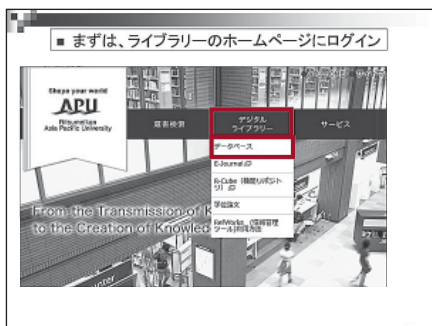 ■ まずは、ライブラリーのホームページにログイン
Shape your world
APU
Ritsumeikan
Asia Pacific University
蔵書検索
デジタル
ライブラリー
サービス
データベース
E-Journal
R-Cube (機関リポジト
リ)
学位論文
RefWorks (情報管理
ツール)利用方法
From the Transmission of K
to the Creation of Knowled